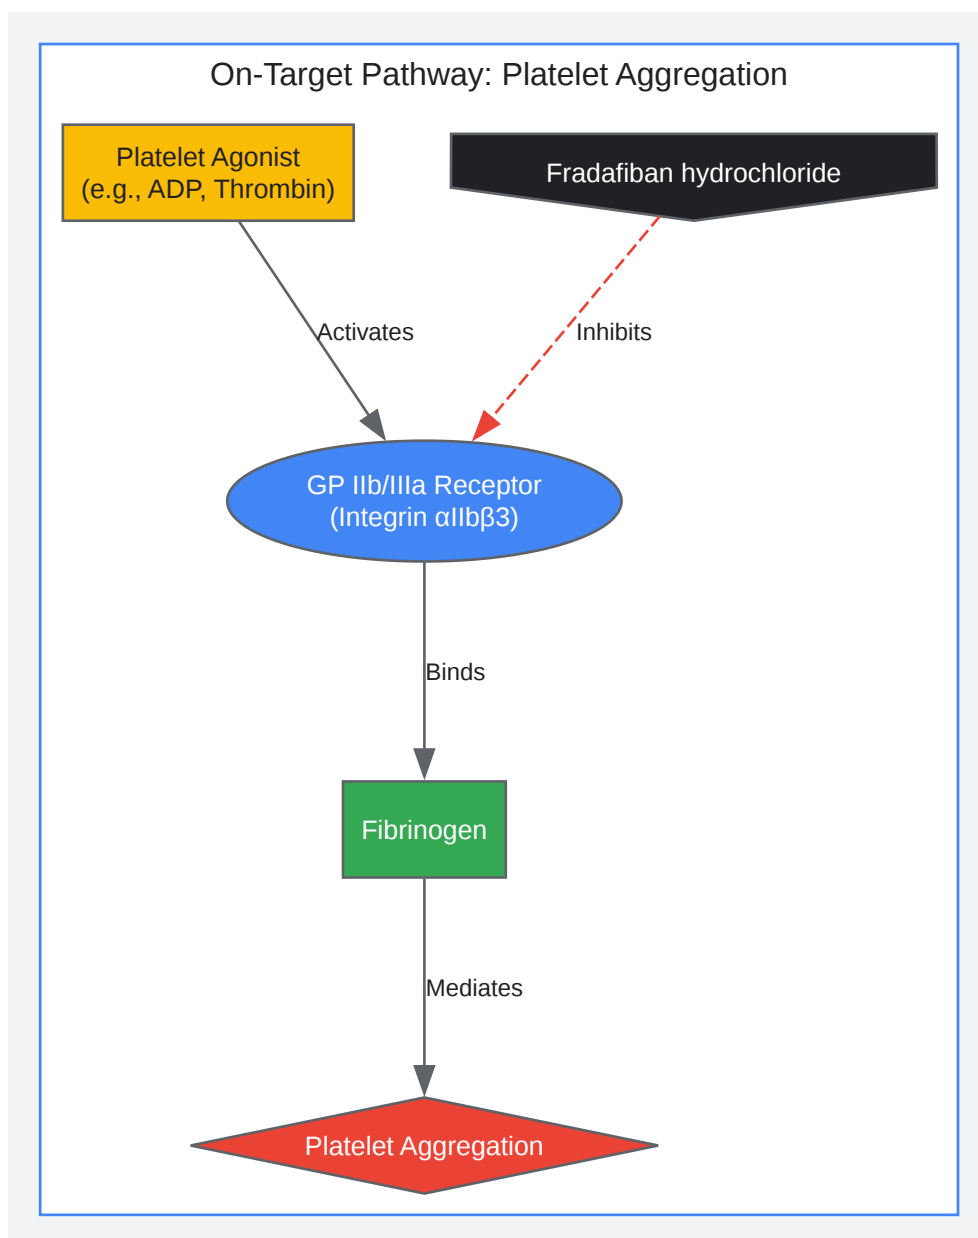 On-Target Pathway: Platelet Aggregation
Platelet Agonist
(e.g., ADP, Thrombin)
Fradafiban hydrochloride
Activates
Inhibits
GP IIb/IIIa Receptor
(Integrin αIIbβ3)
Binds
Fibrinogen
Mediates
Platelet Aggregation